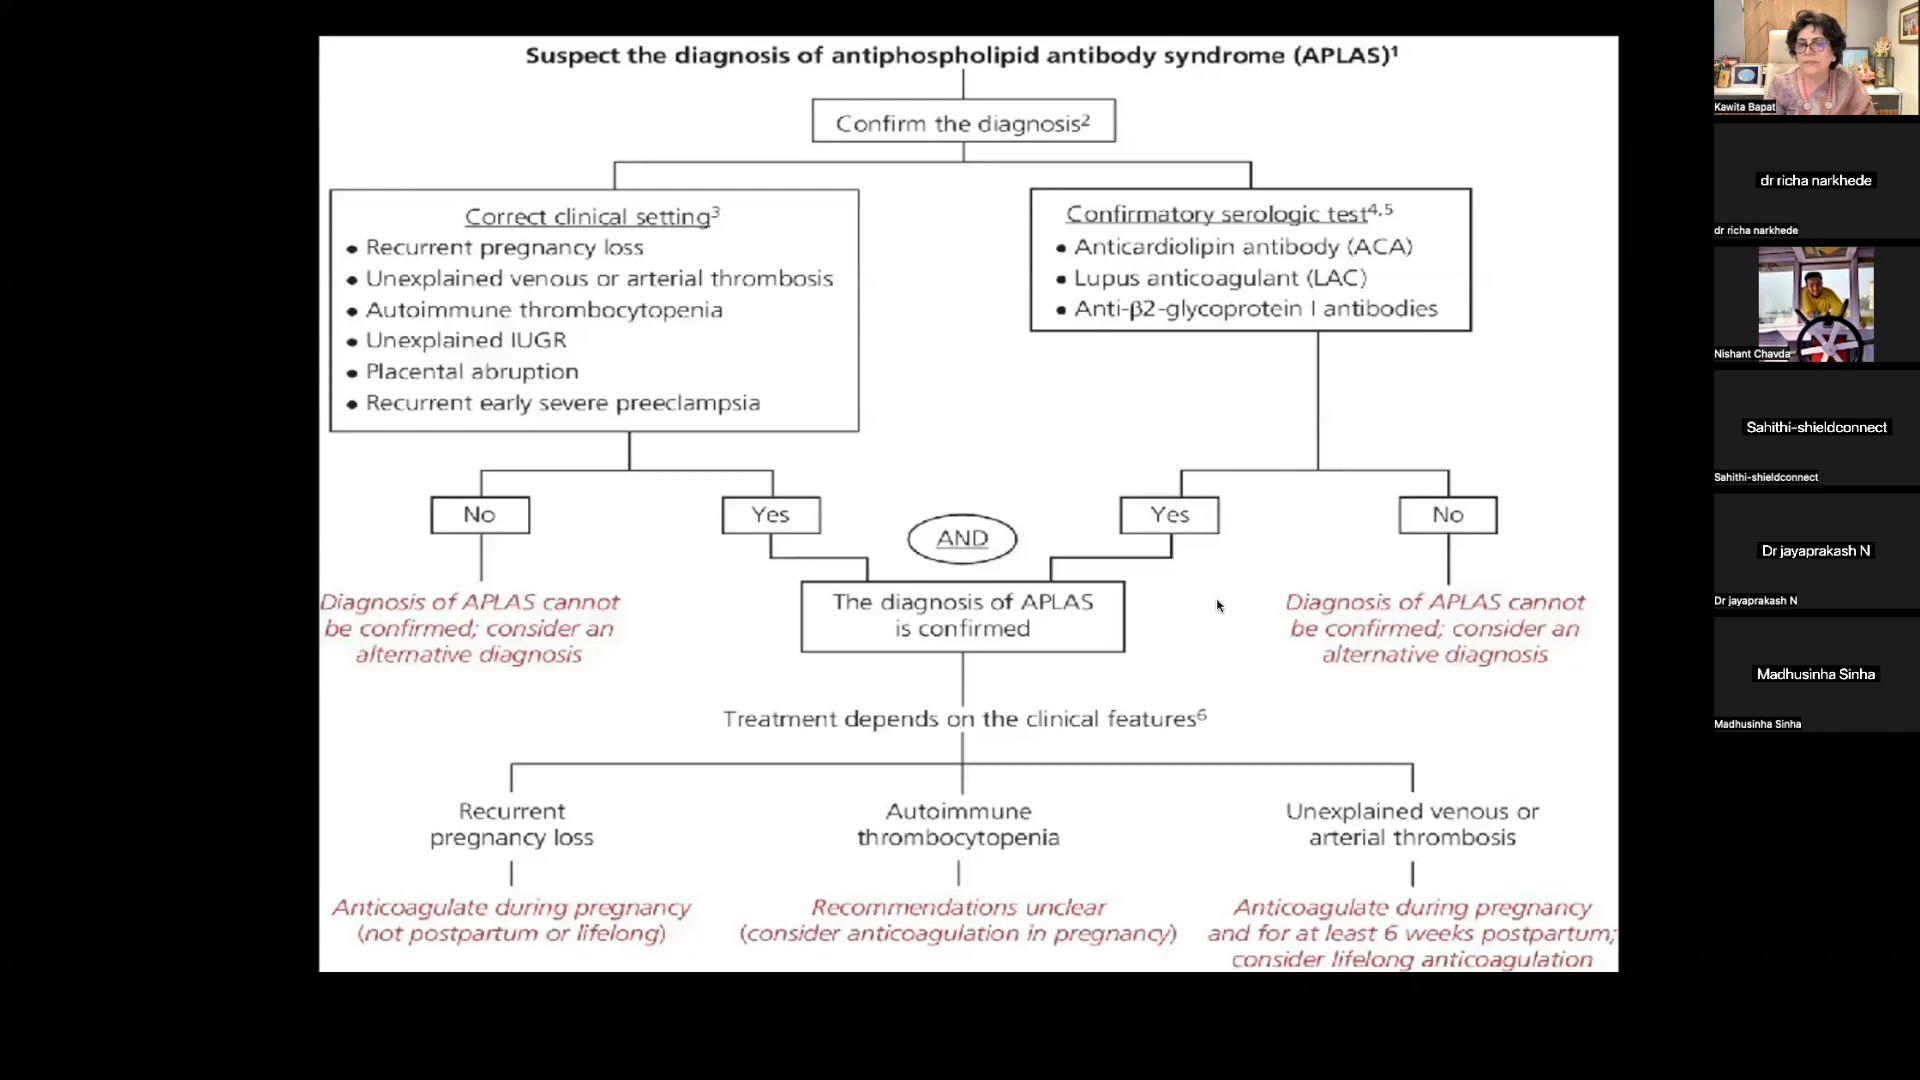 Suspect the diagnosis of antiphospholipid antibody syndrome (APLAS)¹
Confirm the diagnosis²
Correct clinical setting³
• Recurrent pregnancy loss
• Unexplained venous or arterial thrombosis
• Autoimmune thrombocytopenia
• Unexplained IUGR
• Placental abruption
• Recurrent early severe preeclampsia
Confirmatory serologic test⁴,⁵
• Anticardiolipin antibody (ACA)
• Lupus anticoagulant (LAC)
• Anti-β2-glycoprotein I antibodies
No
Yes
AND
Yes
No
Diagnosis of APLAS cannot
be confirmed; consider an
alternative diagnosis
The diagnosis of APLAS
is confirmed
Diagnosis of APLAS cannot
be confirmed; consider an
alternative diagnosis
Treatment depends on the clinical features⁶
Recurrent
pregnancy loss
Autoimmune
thrombocytopenia
Unexplained venous or
arterial thrombosis
Anticoagulate during pregnancy
(not postpartum or lifelong)
Recommendations unclear
(consider anticoagulation in pregnancy)
Anticoagulate during pregnancy
and for at least 6 weeks postpartum;
consider lifelong anticoagulation
Kawita Bapat
dr richa narkhede
dr richa narkhede
Nishant Chavda
Sahithi-shieldconnect
Sahithi-shieldconnect
Dr jayaprakash N
Dr jayaprakash N
Madhusinha Sinha
Madhusinha Sinha